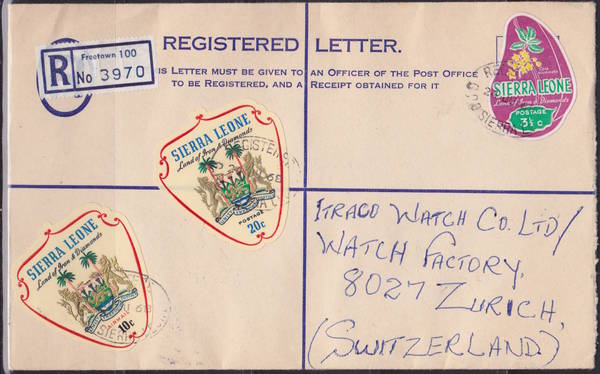 REGISTERED LETTER.
THIS LETTER MUST BE GIVEN TO AN OFFICER OF THE POST OFFICE
TO BE REGISTERED, AND A RECEIPT OBTAINED FOR IT
Freetown 100
R No 3970
SIERRA LEONE
Land of Iron & Diamonds
POSTAGE
3½ c
SIERRA LEONE
Land of Iron & Diamonds
POSTAGE
20c
SIERRA LEONE
Land of Iron & Diamonds
AIRMAIL
10c
ITRACO WATCH CO. LTD/
WATCH FACTORY,
8027 ZURICH,
(SWITZERLAND)